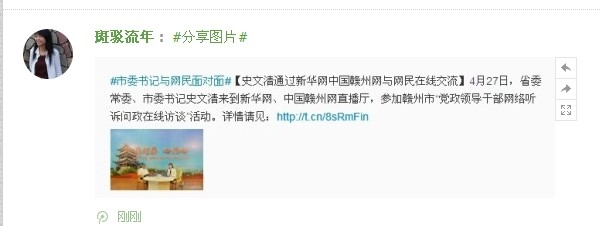 斑驳流年： #分享图片#
#市委书记与网民面对面#【史文清通过新华网中国赣州网与网民在线交流】4月27日，省委
常委、市委书记史文清来到新华网、中国赣州网直播厅，参加赣州市“党政领导干部网络听
诉问政在线访谈”活动。详情请见：http://t.cn/8sRmFin
刚刚